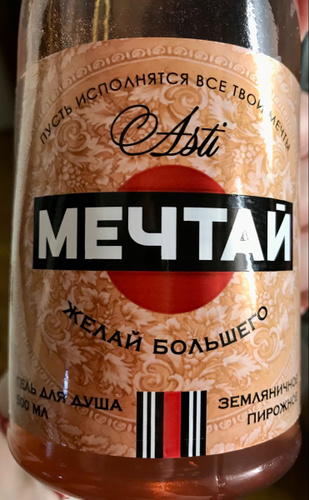 ПУСТЬ ИСПОЛНЯТСЯ ВСЕ ТВОИ МЕЧТЫ
Asti
МЕЧТАЙ
ЖЕЛАЙ БОЛЬШЕГО
ГЕЛЬ ДЛЯ ДУША
500 МЛ
ЗЕМЛЯНИЧНОЕ
ПИРОЖНОЕ